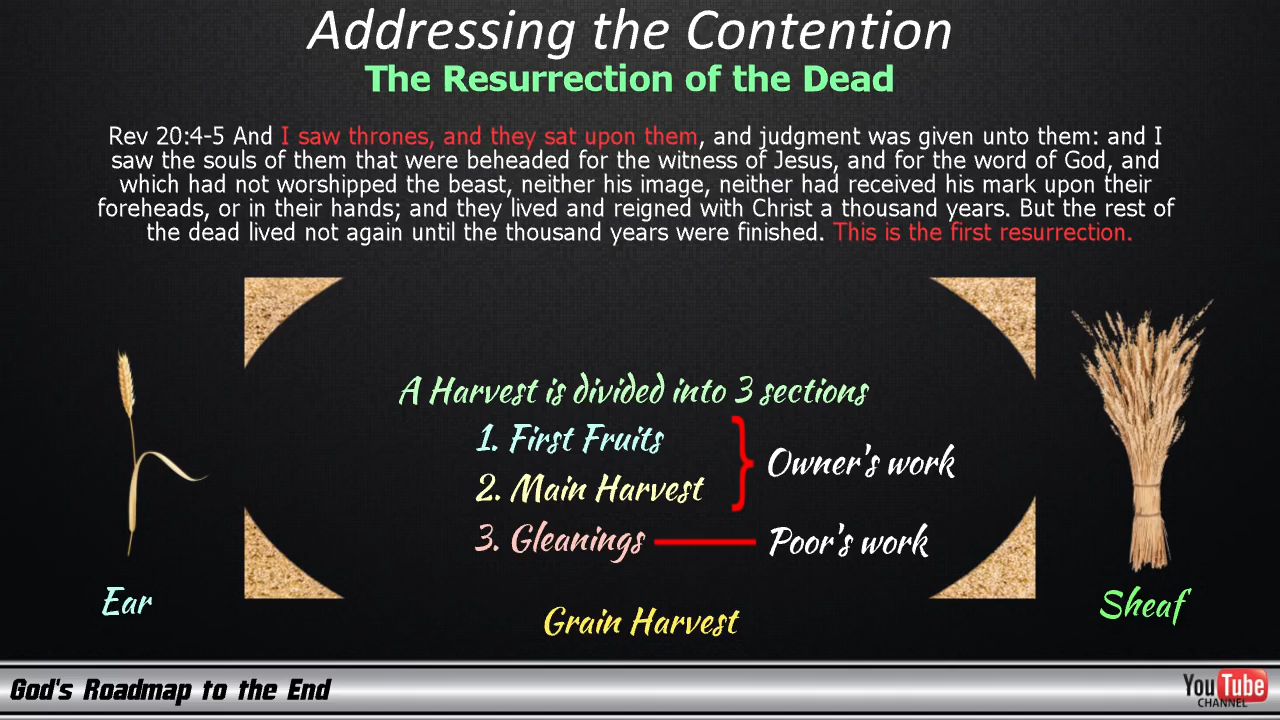 Addressing the Contention
The Resurrection of the Dead
Rev 20:4-5 And I saw thrones, and they sat upon them, and judgment was given unto them: and I
saw the souls of them that were beheaded for the witness of Jesus, and for the word of God, and
which had not worshipped the beast, neither his image, neither had received his mark upon their
foreheads, or in their hands; and they lived and reigned with Christ a thousand years. But the rest of
the dead lived not again until the thousand years were finished. This is the first resurrection.
A Harvest is divided into 3 sections
1. First Fruits
2. Main Harvest
Owner's work
3. Gleanings
Poor's work
Ear
Grain Harvest
Sheaf
God's Roadmap to the End
YouTube
CHANNEL